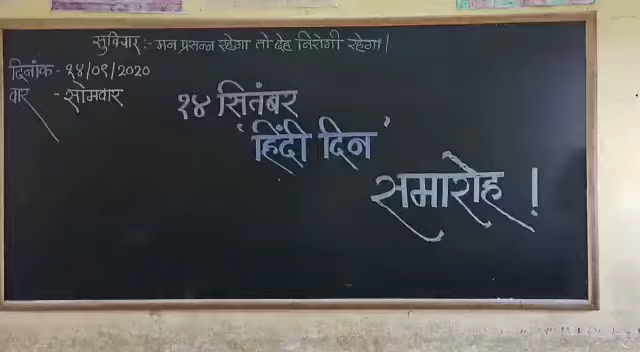 सुविचार :- मन प्रसन्न रहेगा तो देह निरोगी रहेगा।
दिनांक - १४/०९/2020
वार - सोमवार
१४ सितंबर
'हिंदी दिन'
समारोह !